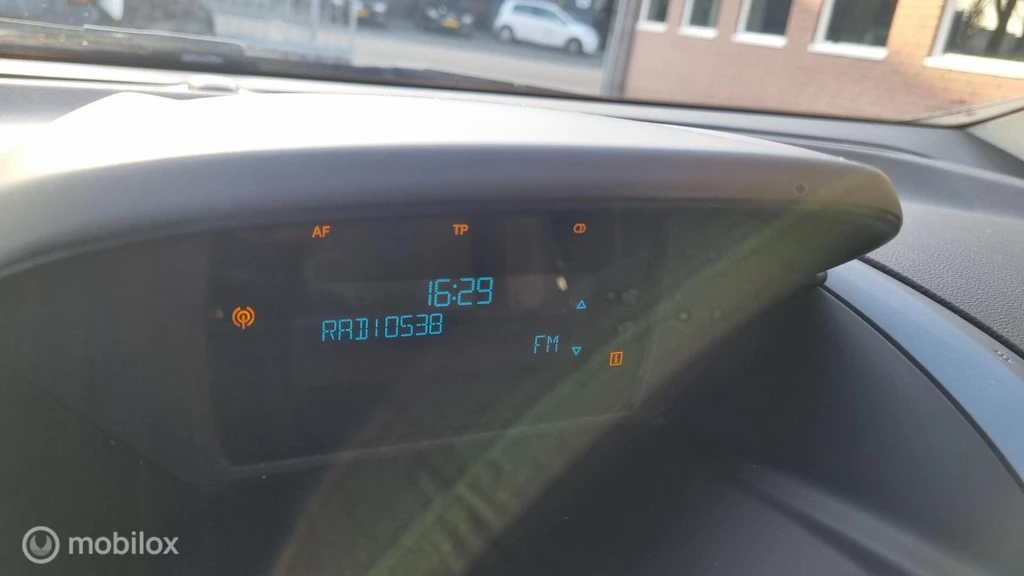 AF TP
16:29
RADIO538
FM
mobilox